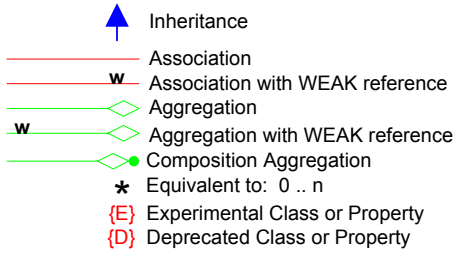 Inheritance
Association
w Association with WEAK reference
Aggregation
w Aggregation with WEAK reference
Composition Aggregation
* Equivalent to: 0 .. n
{E} Experimental Class or Property
{D} Deprecated Class or Property